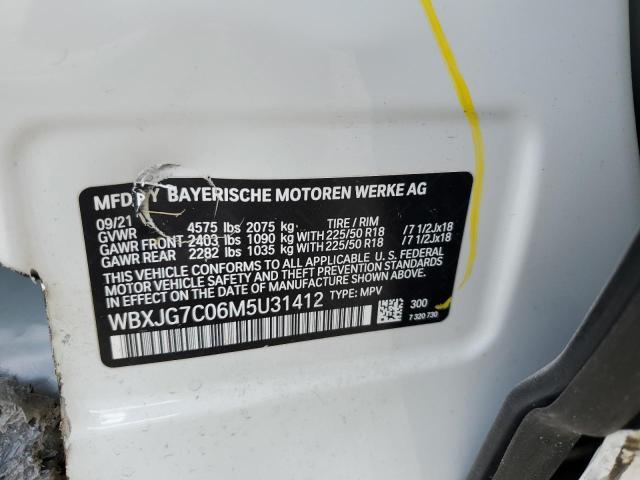 MFD BY BAYERISCHE MOTOREN WERKE AG
09/21
GVWR 4575 lbs 2075 kg TIRE / RIM
GAWR FRONT 2403 lbs 1090 kg WITH 225/50 R18 /7 1/2Jx18
GAWR REAR 2282 lbs 1035 kg WITH 225/50 R18 /7 1/2Jx18
THIS VEHICLE CONFORMS TO ALL APPLICABLE U.S. FEDERAL
MOTOR VEHICLE SAFETY AND THEFT PREVENTION STANDARDS IN
EFFECT ON THE DATE OF MANUFACTURE SHOWN ABOVE.
WBXJG7C06M5U31412 TYPE: MPV
300
7 320 730